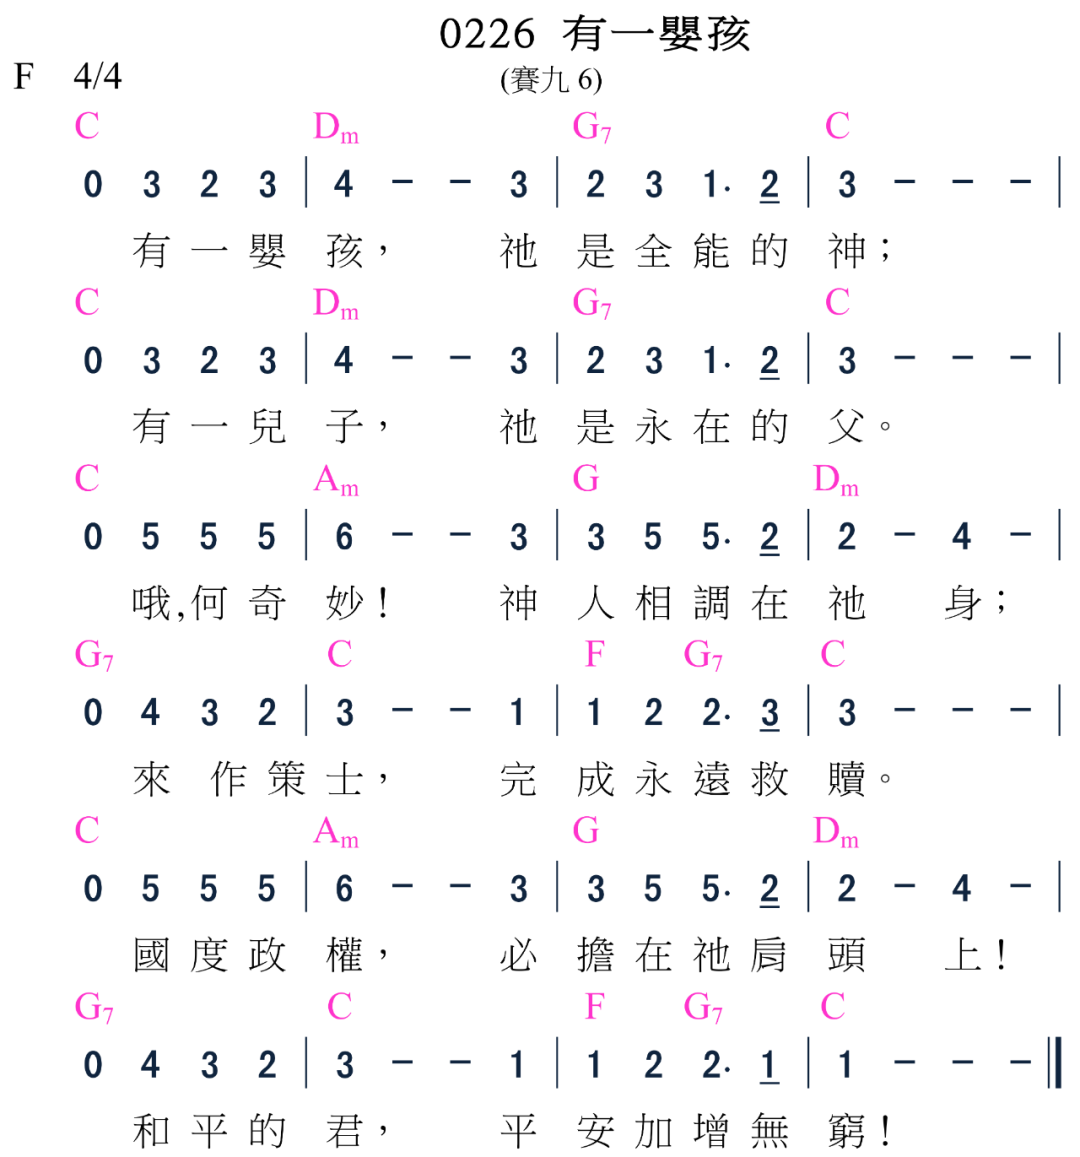 0226 有一嬰孩
F 4/4 (賽九 6)
C Dm G7 C
0 3 2 3 | 4 - - 3 | 2 3 1. 2 | 3 - - - |
有一嬰孩, 祂是全能的神;
C Dm G7 C
0 3 2 3 | 4 - - 3 | 2 3 1. 2 | 3 - - - |
有一兒子, 祂是永在的父。
C Am G Dm
0 5 5 5 | 6 - - 3 | 3 5 5. 2 | 2 - 4 - |
哦,何奇妙! 神人相調在祂身;
G7 C F G7 C
0 4 3 2 | 3 - - 1 | 1 2 2. 3 | 3 - - - |
來作策士, 完成永遠救贖。
C Am G Dm
0 5 5 5 | 6 - - 3 | 3 5 5. 2 | 2 - 4 - |
國度政權, 必擔在祂肩頭上!
G7 C F G7 C
0 4 3 2 | 3 - - 1 | 1 2 2. 1 | 1 - - - ||
和平的君, 平安加增無窮!